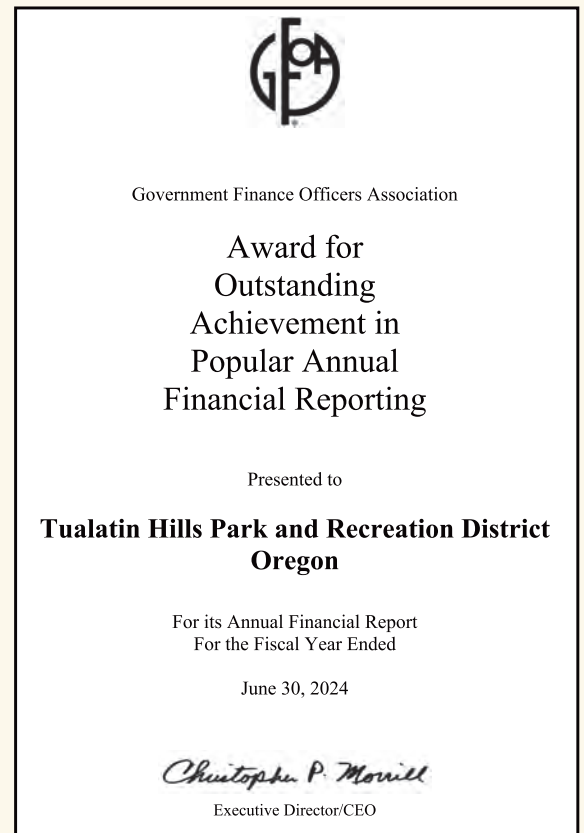 GFOA
Government Finance Officers Association
Award for
Outstanding
Achievement in
Popular Annual
Financial Reporting
Presented to
Tualatin Hills Park and Recreation District
Oregon
For its Annual Financial Report
For the Fiscal Year Ended
June 30, 2024
Christopher P. Morrill
Executive Director/CEO